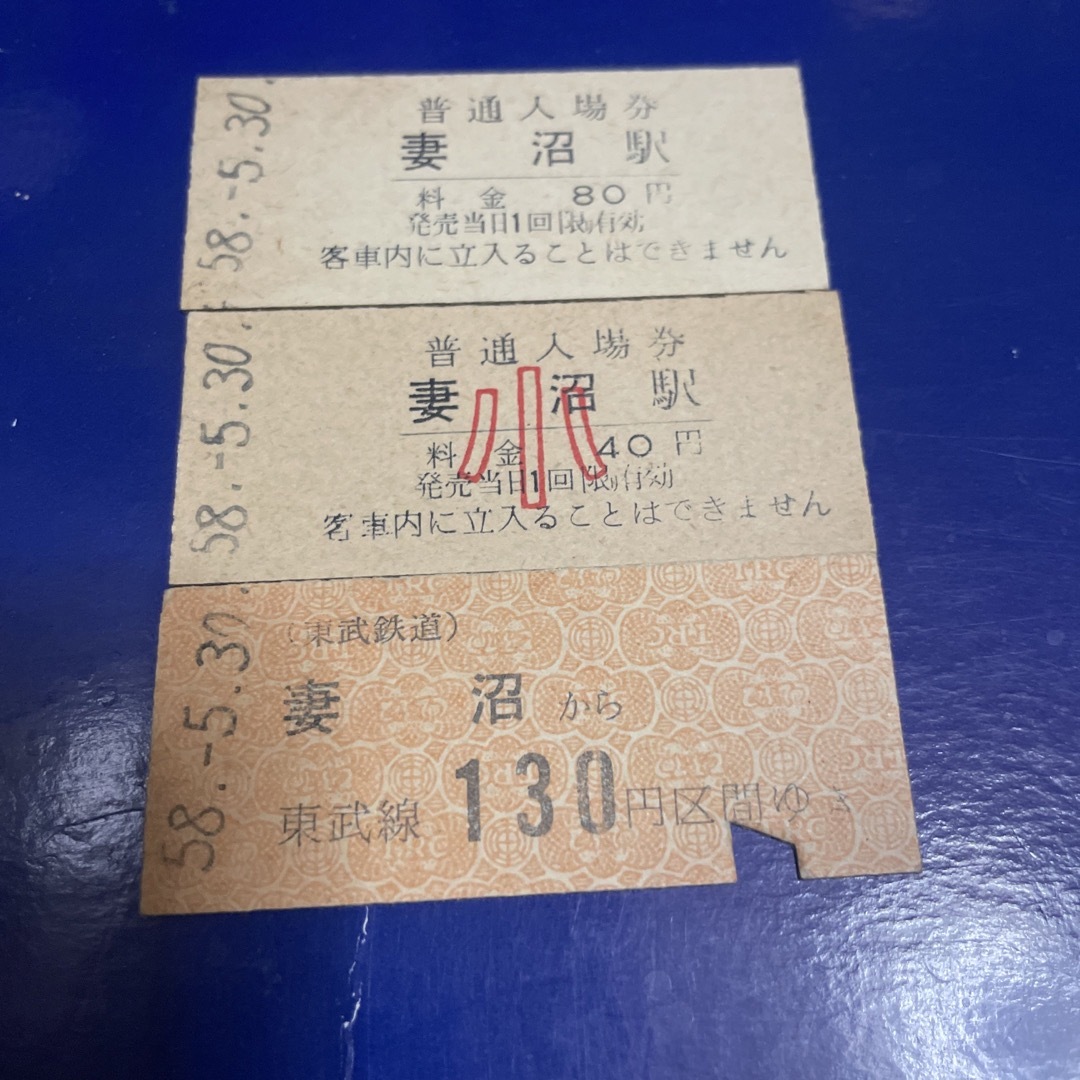 58.-5.30.
普通入場券
妻沼駅
料金 80円
発売当日1回限り有効
客車内に立入ることはできません
58.-5.30.
普通入場券
妻沼駅
小
料金 40円
発売当日1回限り有効
客車内に立入ることはできません
58.-5.30.
(東武鉄道)
妻沼から
東武線130円区間ゆき